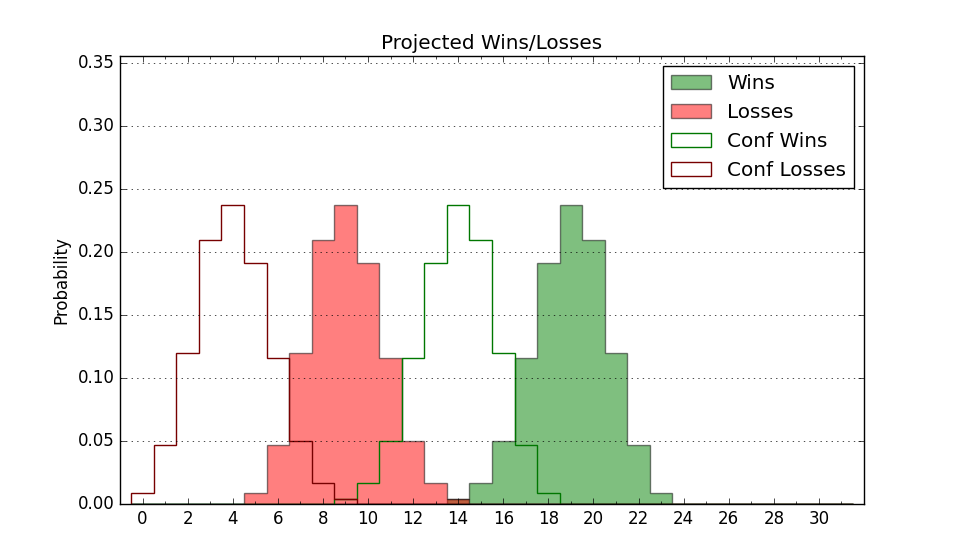 Projected Wins/Losses
0.35
0.30
0.25
0.20
0.15
0.10
0.05
0.00
Probability
Wins
Losses
Conf Wins
Conf Losses
0 2 4 6 8 10 12 14 16 18 20 22 24 26 28 30